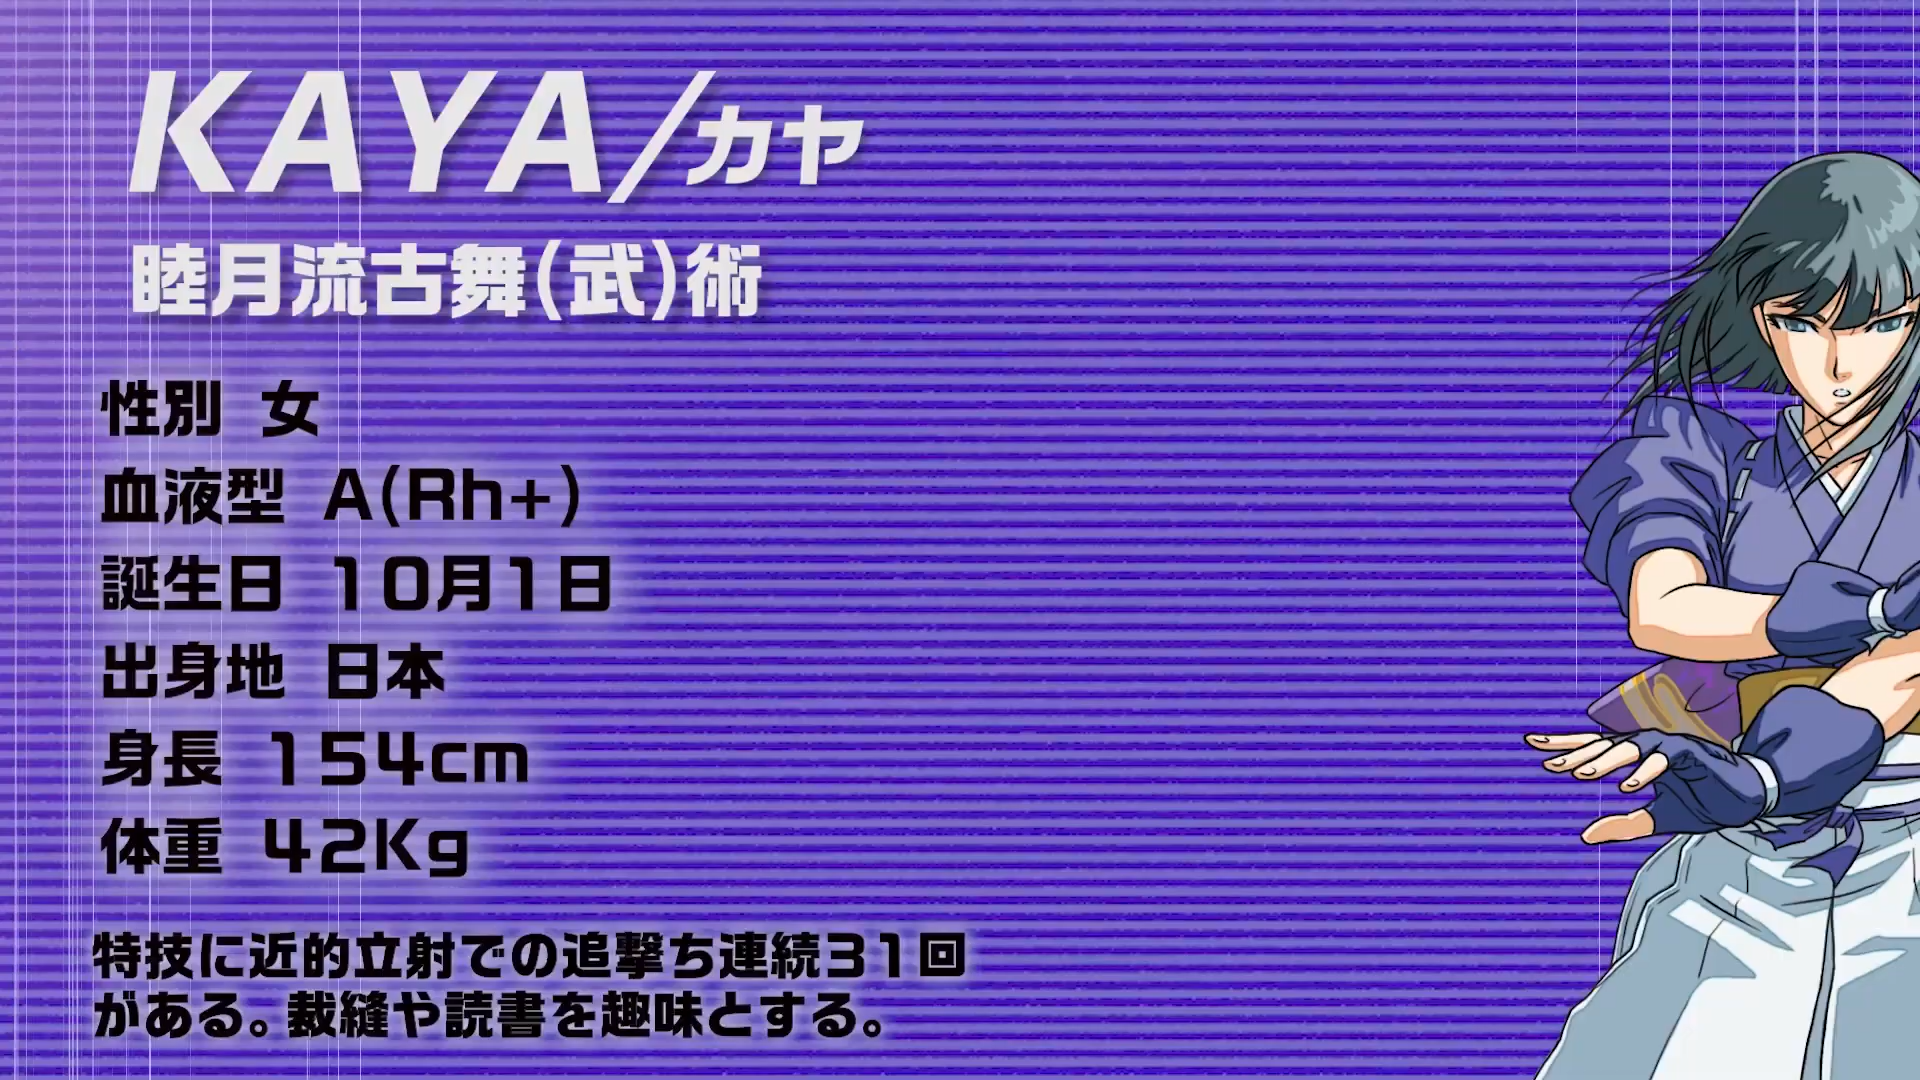 KAYA/カヤ
睦月流古舞(武)術
性別 女
血液型 A(Rh+)
誕生日 10月1日
出身地 日本
身長 154cm
体重 42Kg
特技に近的立射での追撃ち連続31回
がある。裁縫や読書を趣味とする。